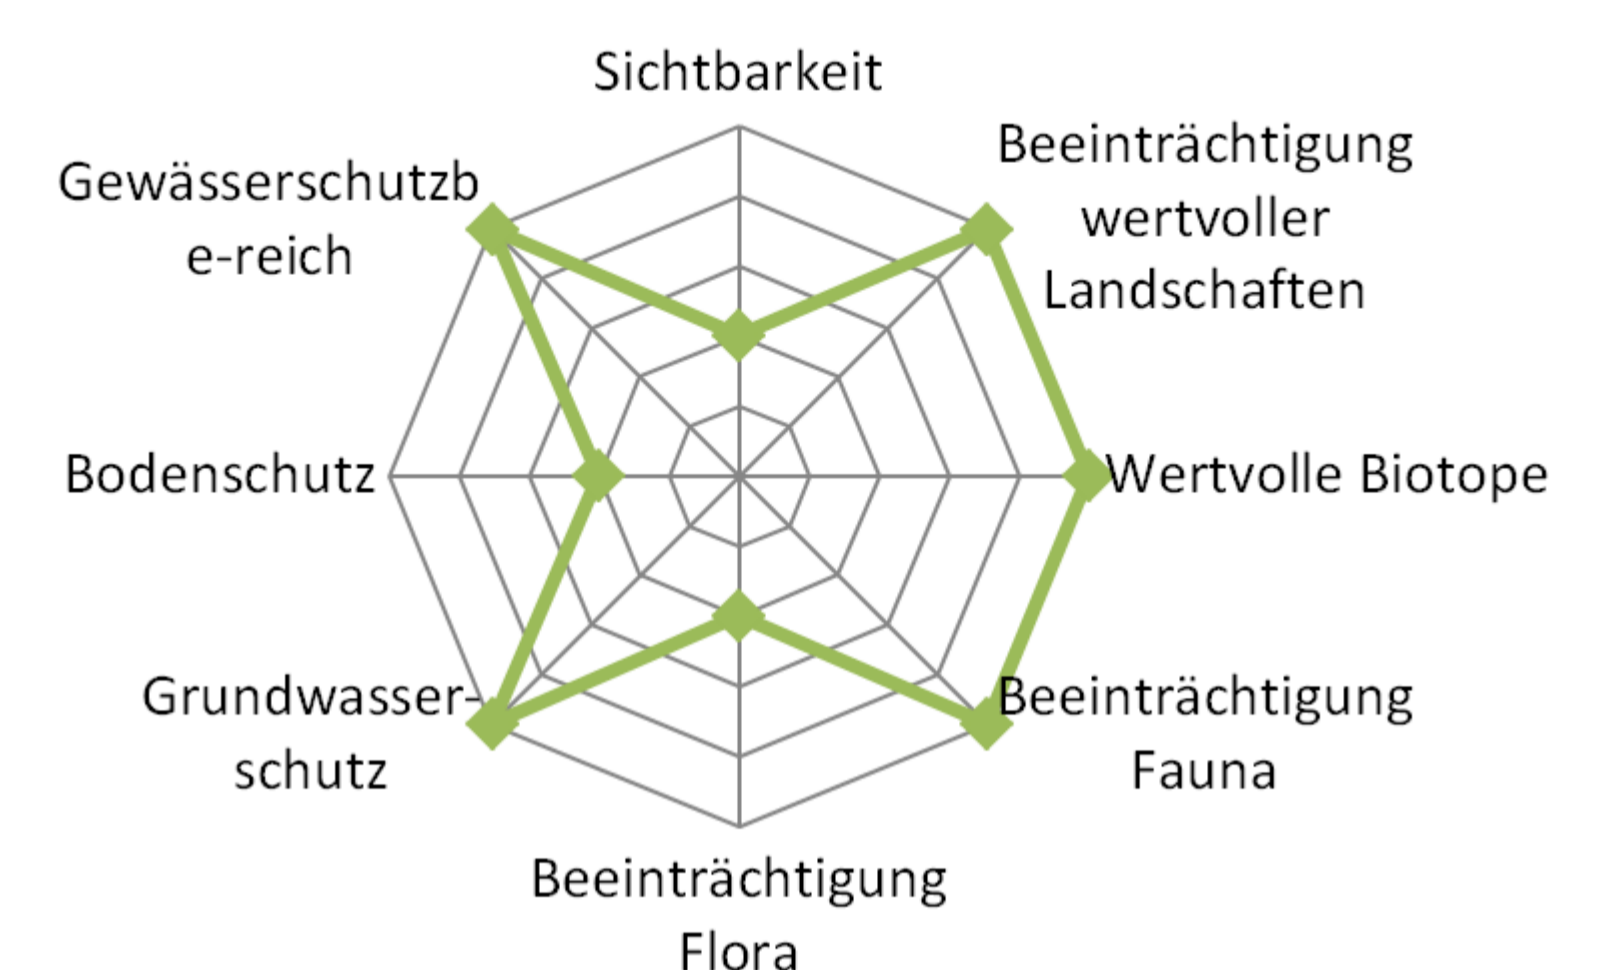 Sichtbarkeit
Beeinträchtigung
wertvoller
Landschaften
Wertvolle Biotope
Beeinträchtigung
Fauna
Beeinträchtigung
Flora
Grundwasser-
schutz
Bodenschutz
Gewässerschutzb
e-reich